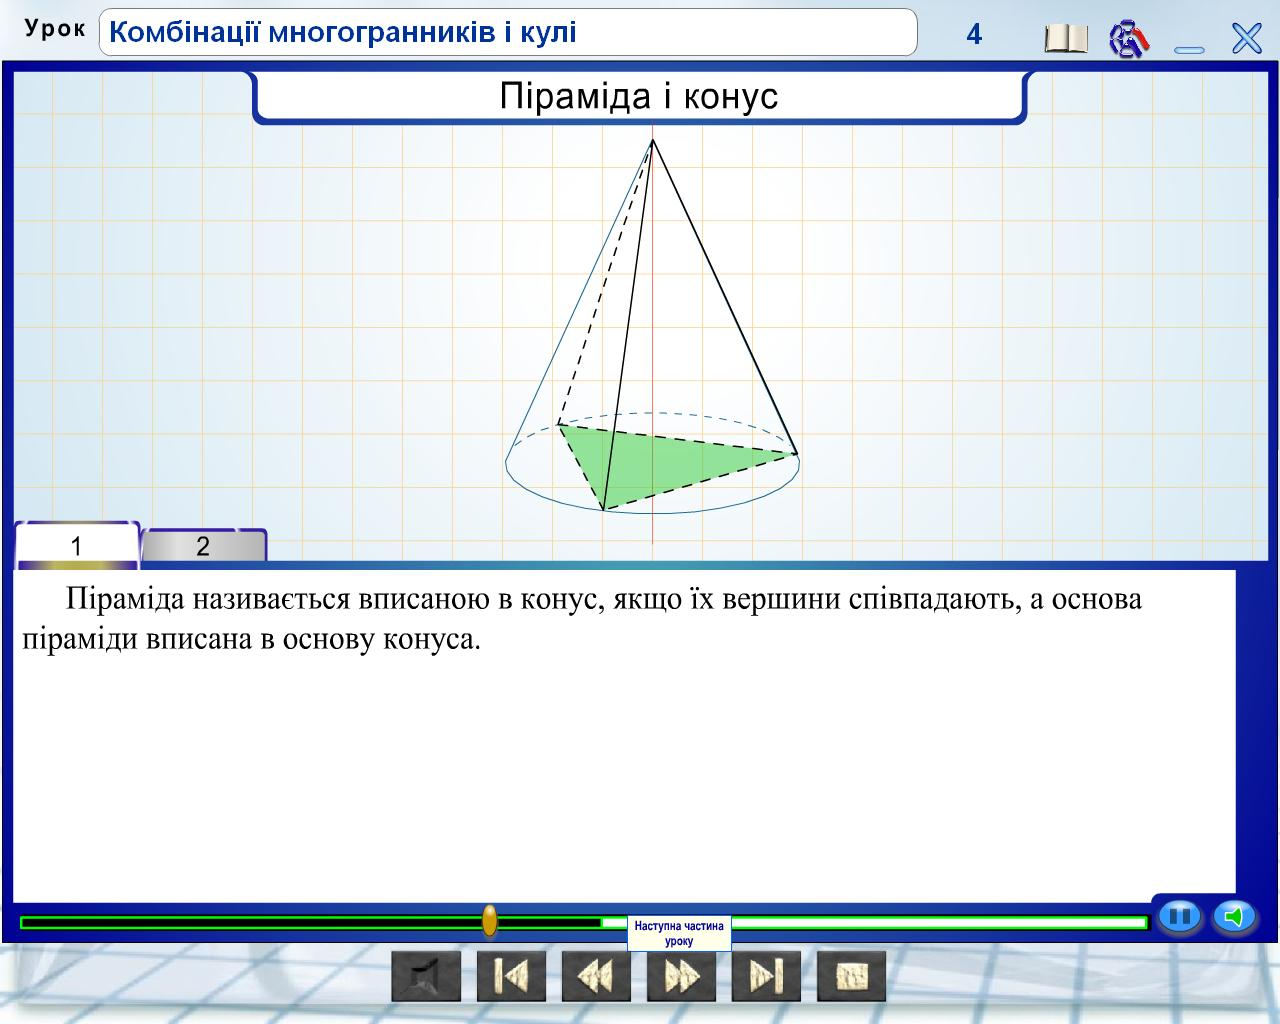 Урок
Комбінації многогранників і кулі
4
Піраміда і конус
1
2
Піраміда називається вписаною в конус, якщо їх вершини співпадають, а основа
піраміди вписана в основу конуса.
Наступна частина
уроку